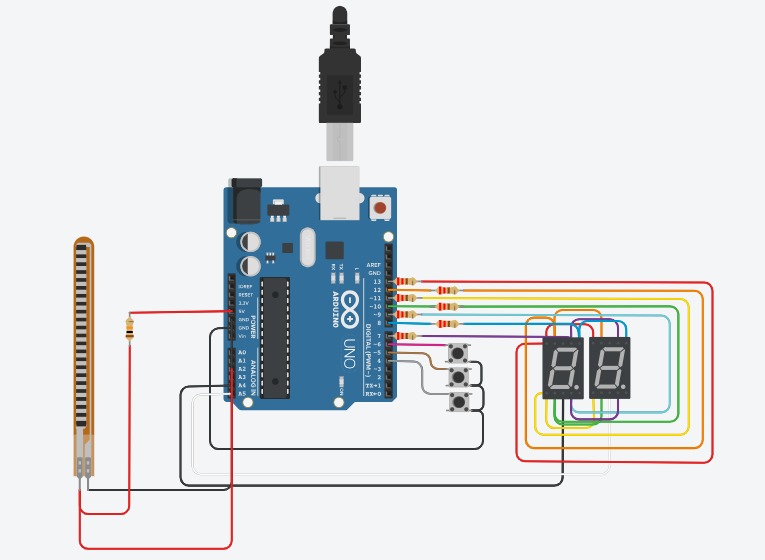 AREF
GND
13
12
~11
~10
~9
8
7
~6
~5
4
~3
2
TX→1
RX←0
IOREF
RESET
3.3V
5V
GND
GND
Vin
A0
A1
A2
A3
A4
A5
POWER
ANALOG IN
DIGITAL (PWM~)
ARDUINO
UNO
RX
TX
L
ON